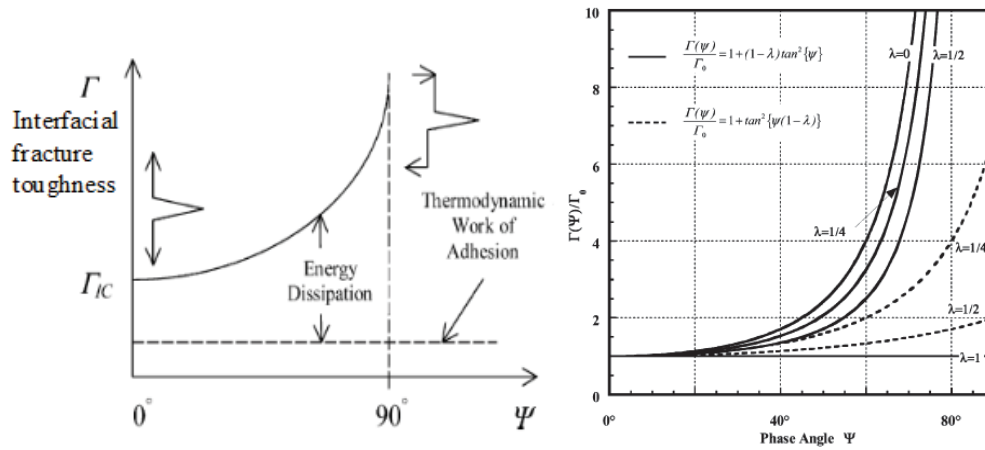 Γ
Interfacial
fracture
toughness
Γ_IC
Energy
Dissipation
Thermodynamic
Work of
Adhesion
0°
90°
Ψ
Γ(Ψ)/Γ₀
10
8
6
4
2
0
Γ(ψ)/Γ₀ = 1 + (1-λ)tan²{ψ}
Γ(ψ)/Γ₀ = 1 + tan²{ψ(1-λ)}
λ=0
λ=1/2
λ=1/4
λ=1/4
λ=1/2
λ=1
0°
40°
80°
Phase Angle Ψ